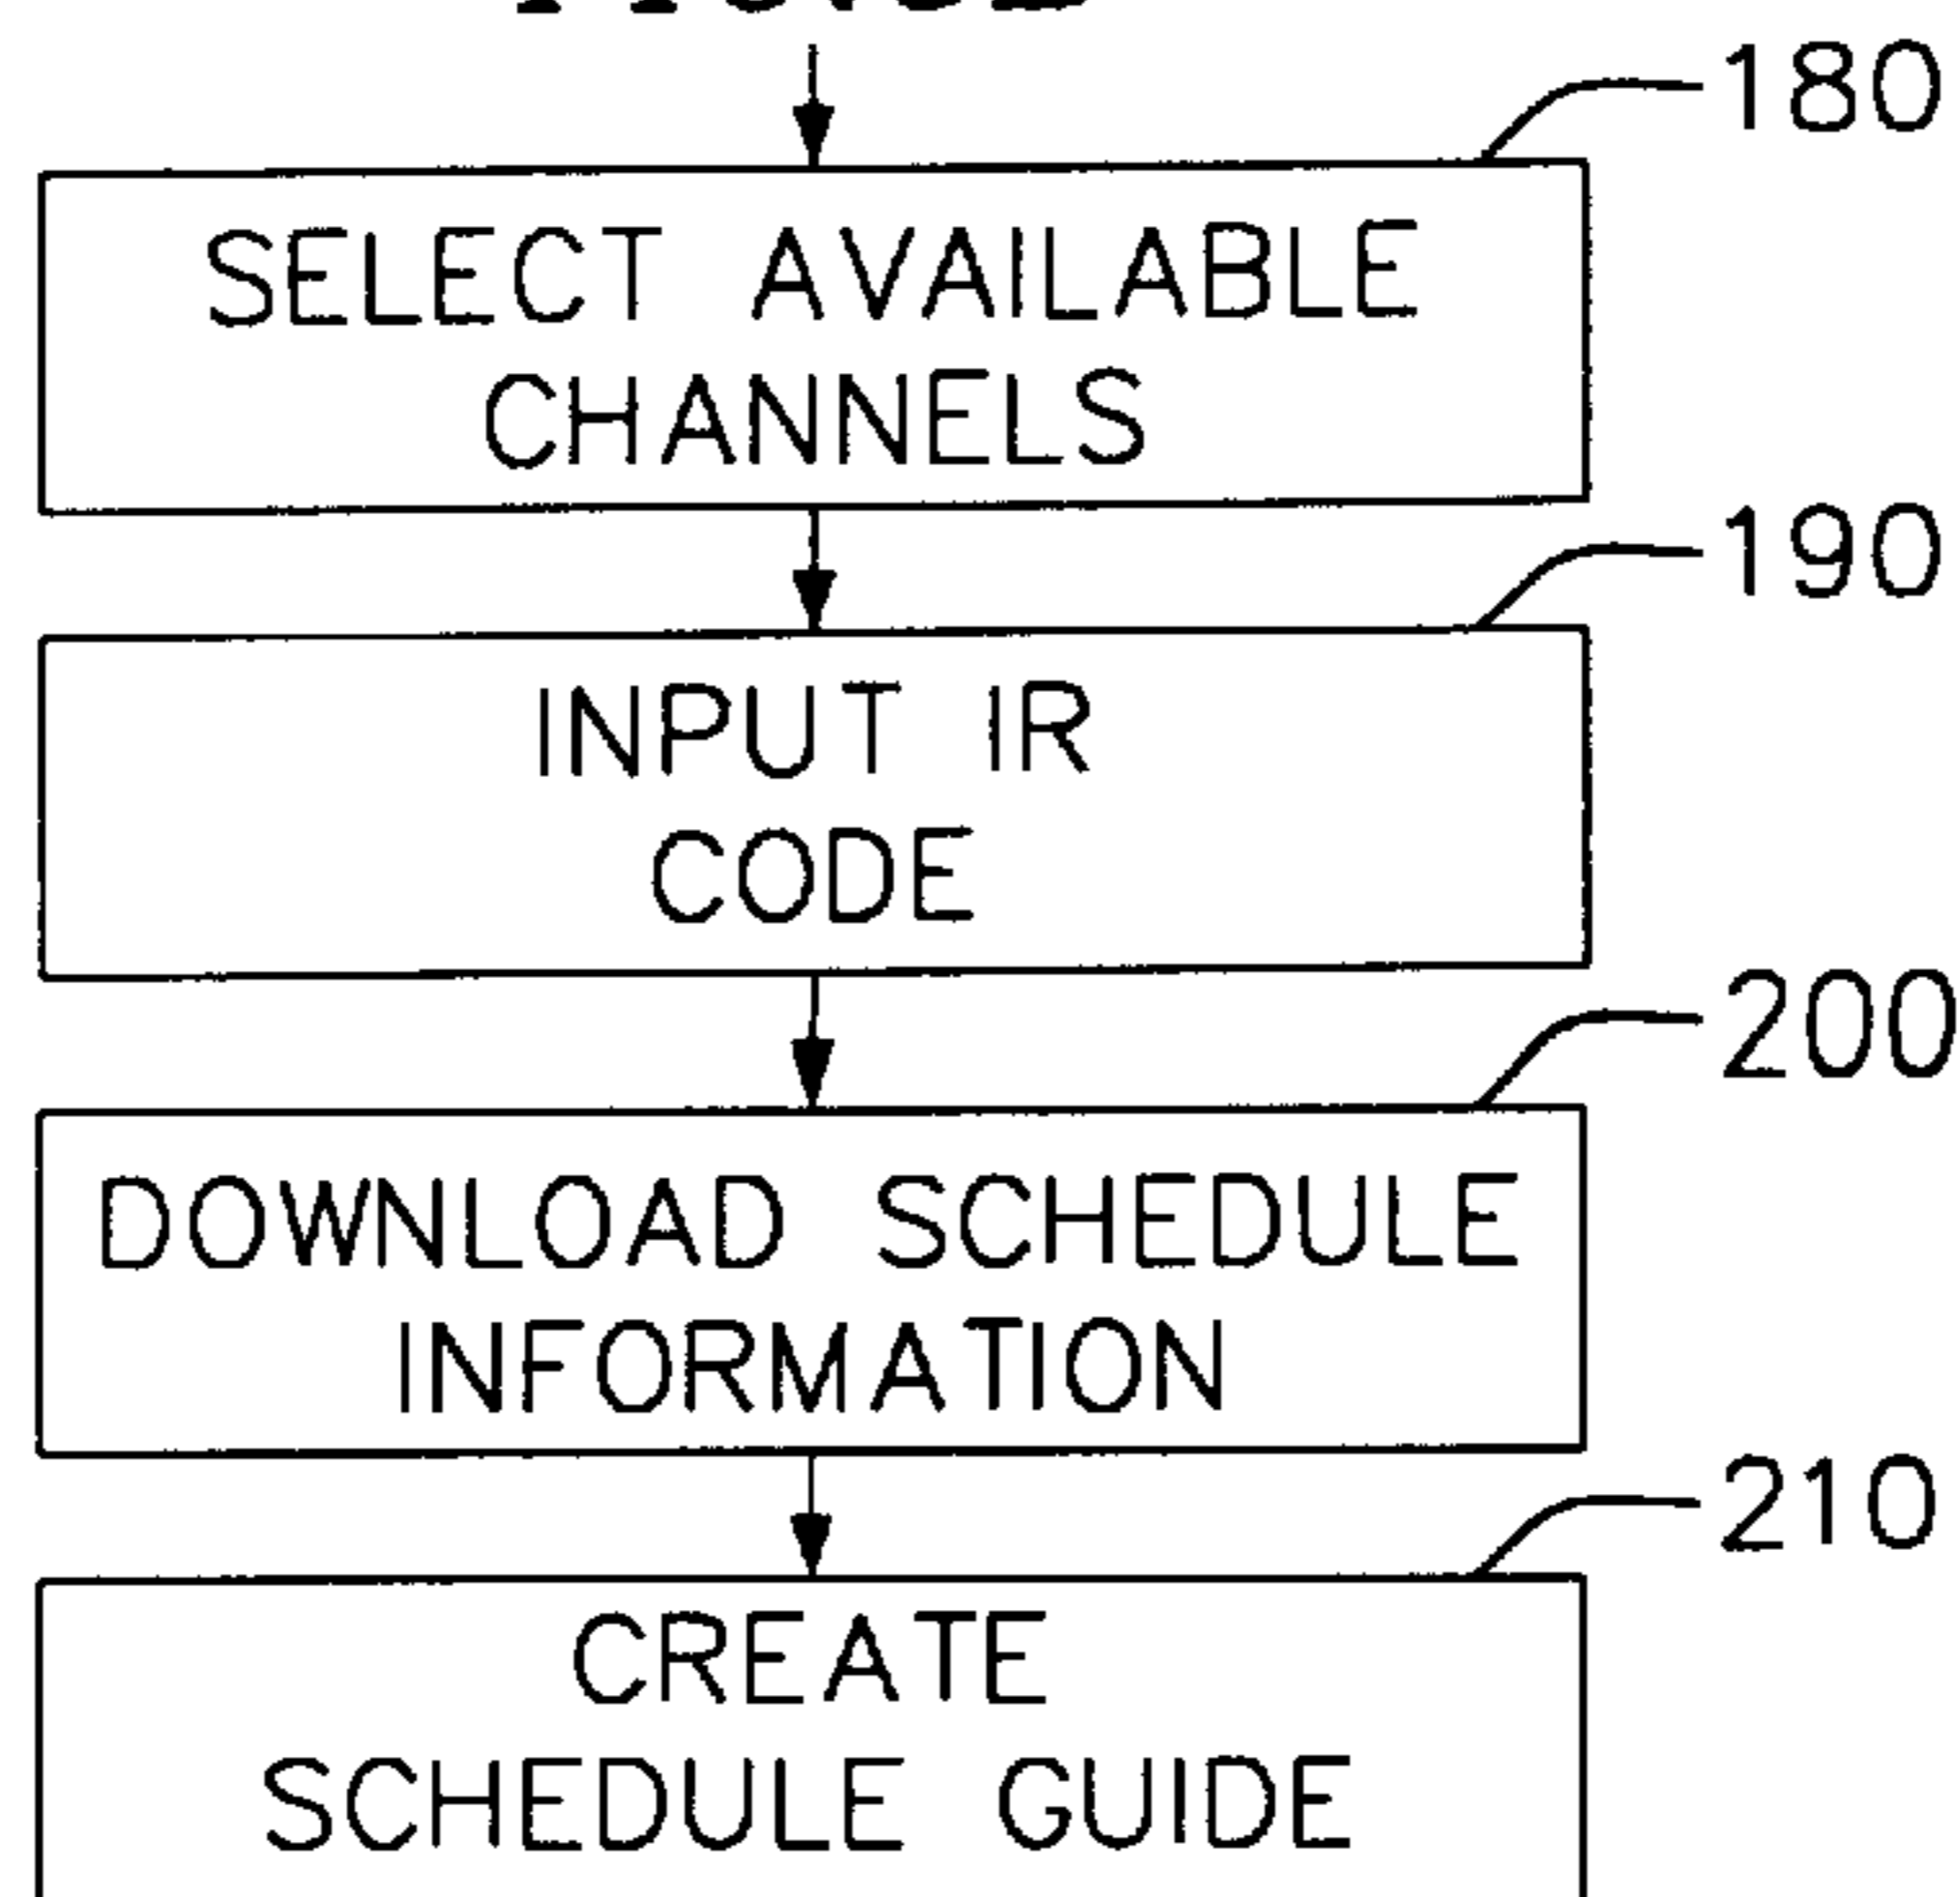 180
SELECT AVAILABLE
CHANNELS
190
INPUT IR
CODE
200
DOWNLOAD SCHEDULE
INFORMATION
210
CREATE
SCHEDULE GUIDE